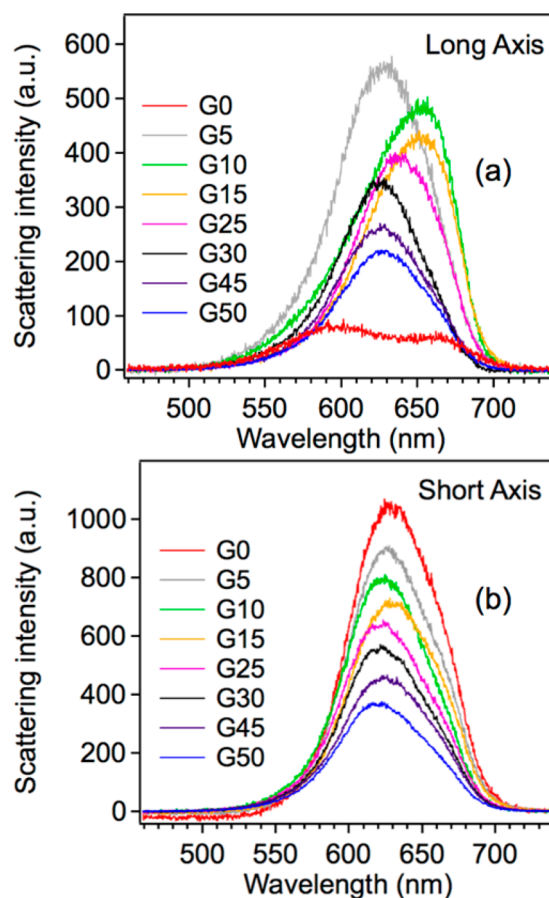 600
500
400
300
200
100
0
Scattering intensity (a.u.)
Long Axis
(a)
G0
G5
G10
G15
G25
G30
G45
G50
500 550 600 650 700
Wavelength (nm)
1000
800
600
400
200
0
Scattering intensity (a.u.)
Short Axis
(b)
G0
G5
G10
G15
G25
G30
G45
G50
500 550 600 650 700
Wavelength (nm)